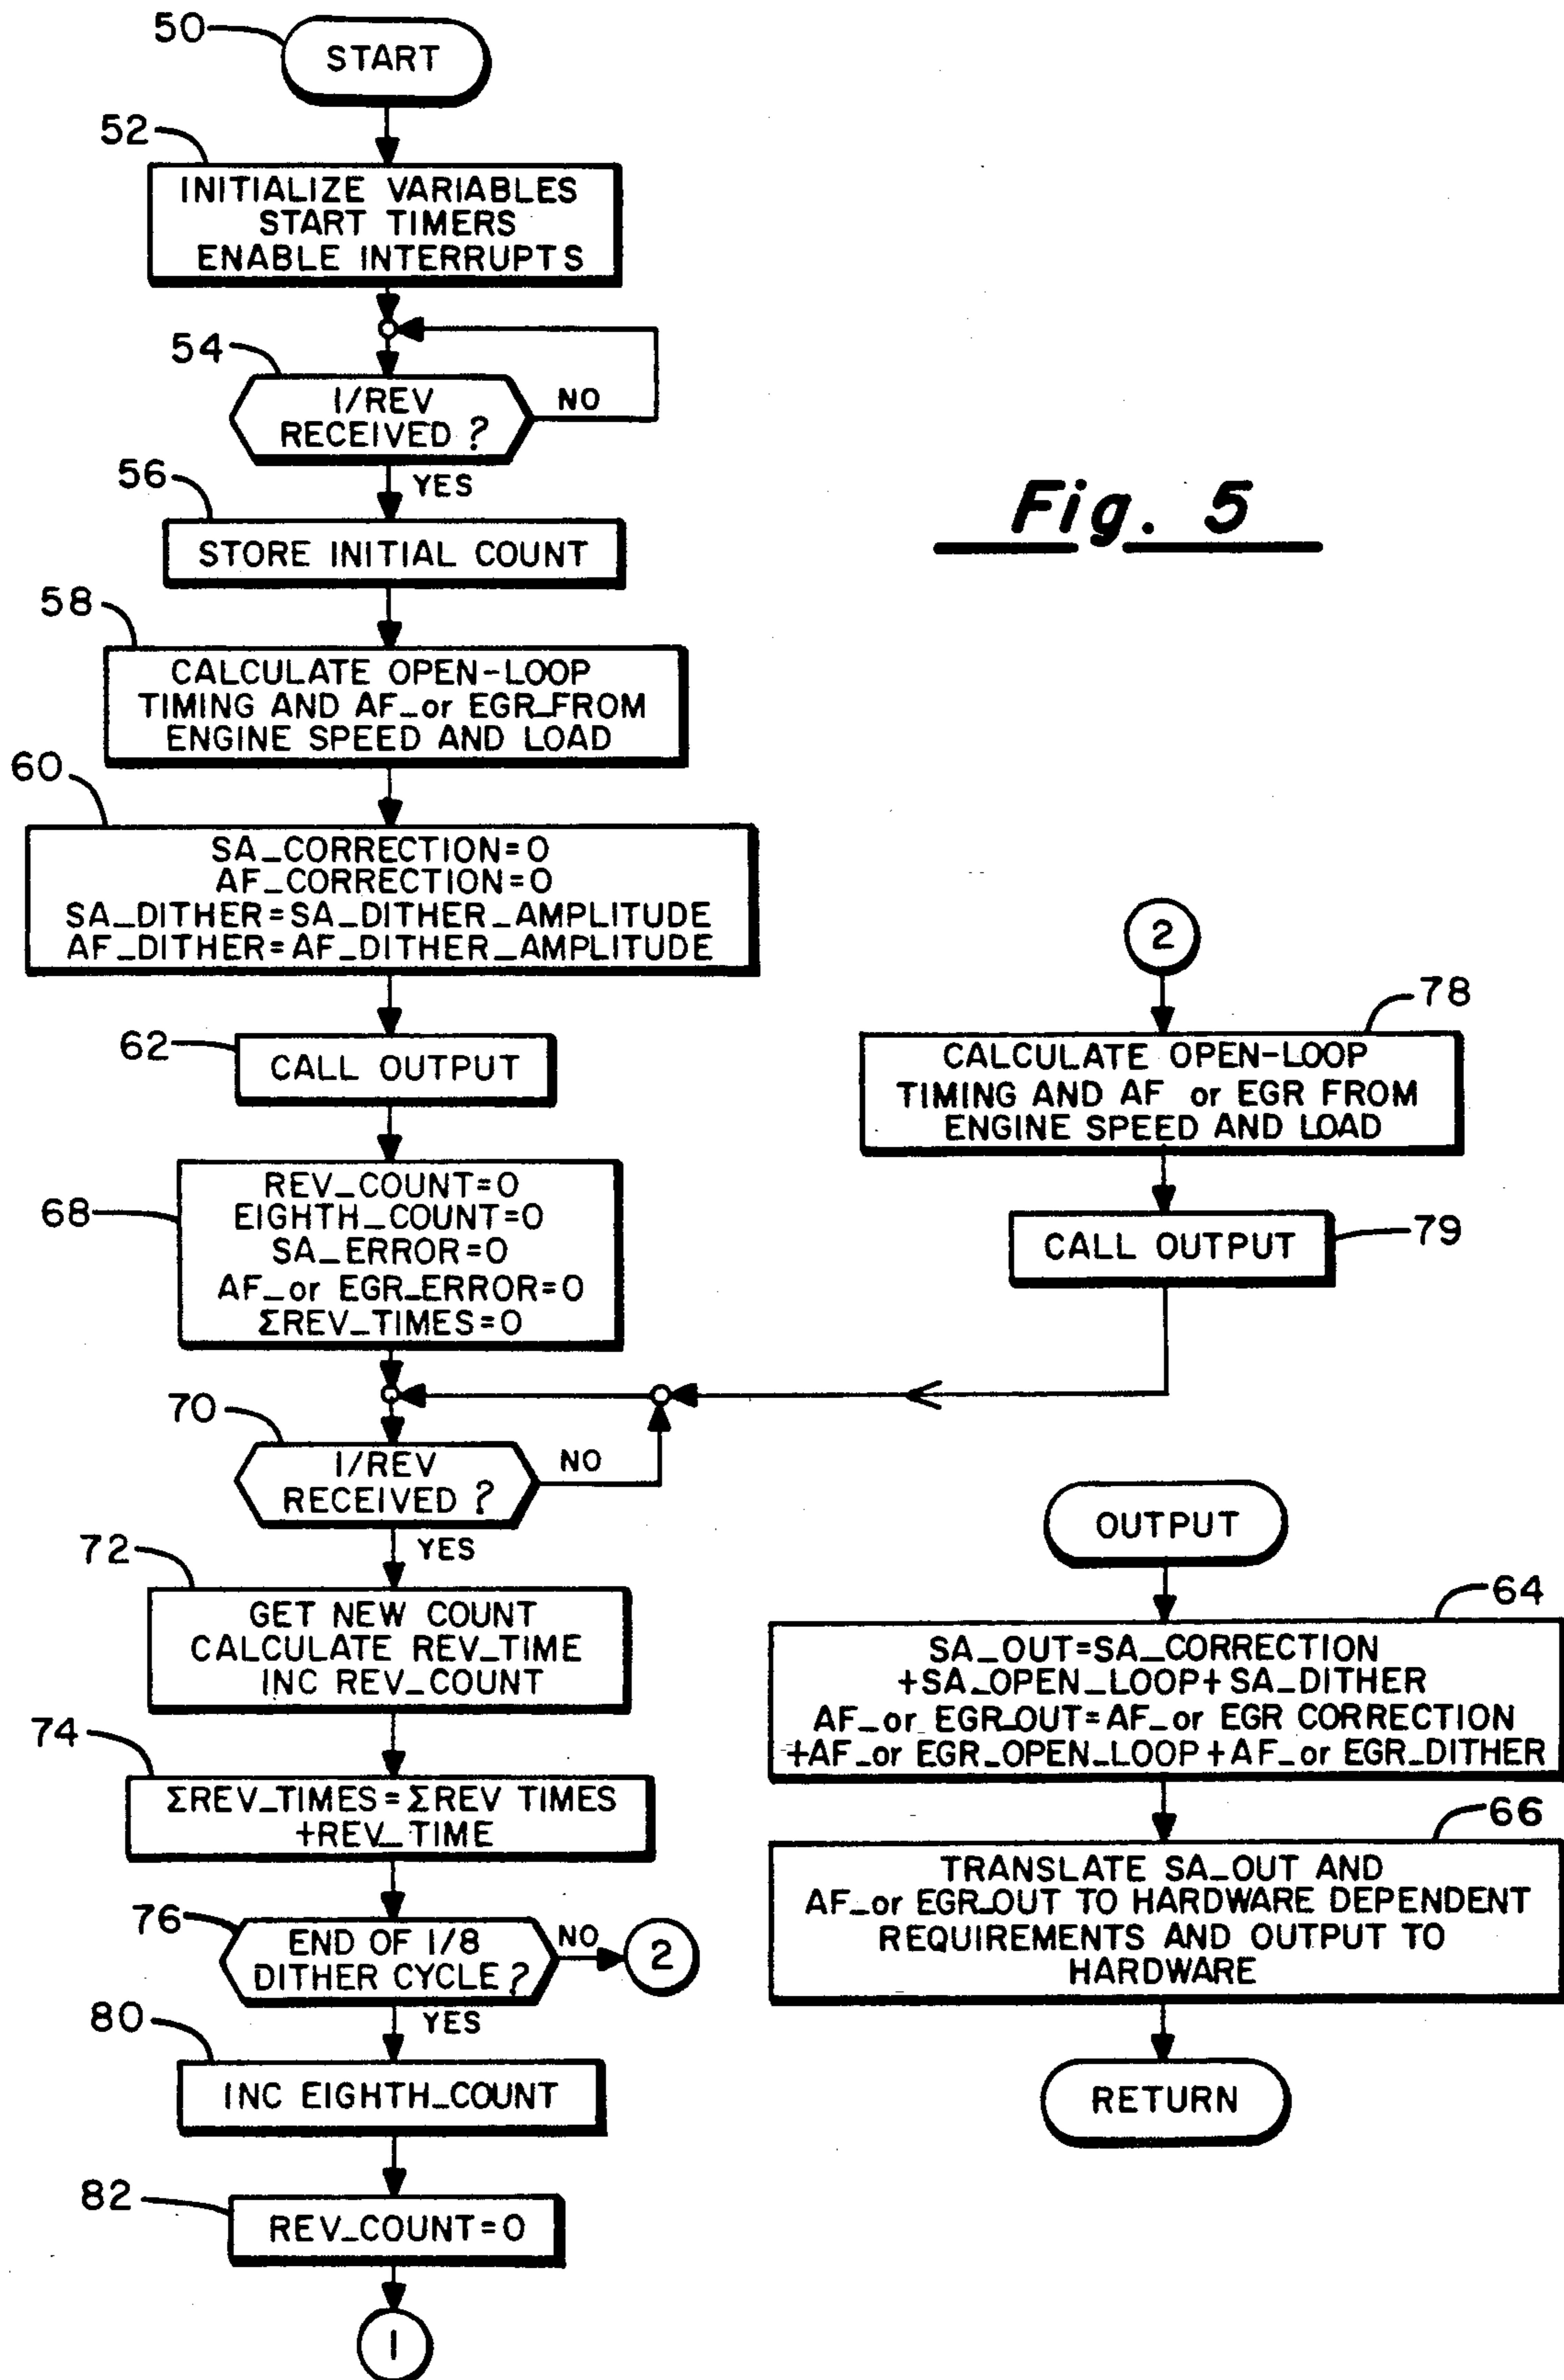 50
START
52
INITIALIZE VARIABLES
START TIMERS
ENABLE INTERRUPTS
54
1/REV
RECEIVED ?
NO
YES
56
STORE INITIAL COUNT
Fig. 5
58
CALCULATE OPEN-LOOP
TIMING AND AF_or EGR_FROM
ENGINE SPEED AND LOAD
60
SA_CORRECTION=0
AF_CORRECTION=0
SA_DITHER=SA_DITHER_AMPLITUDE
AF_DITHER=AF_DITHER_AMPLITUDE
62
CALL OUTPUT
68
REV_COUNT=0
EIGHTH_COUNT=0
SA_ERROR=0
AF_or EGR_ERROR=0
ΣREV_TIMES=0
70
1/REV
RECEIVED ?
NO
YES
72
GET NEW COUNT
CALCULATE REV_TIME
INC REV_COUNT
74
ΣREV_TIMES=ΣREV TIMES
+REV_TIME
76
END OF 1/8
DITHER CYCLE ?
NO
2
YES
80
INC EIGHTH_COUNT
82
REV_COUNT=0
1
2
78
CALCULATE OPEN-LOOP
TIMING AND AF or EGR FROM
ENGINE SPEED AND LOAD
CALL OUTPUT
79
OUTPUT
64
SA_OUT=SA_CORRECTION
+SA_OPEN_LOOP+SA_DITHER
AF_or EGR_OUT=AF_or EGR CORRECTION
+AF_or EGR_OPEN_LOOP+AF_or EGR_DITHER
66
TRANSLATE SA_OUT AND
AF_or EGR_OUT TO HARDWARE DEPENDENT
REQUIREMENTS AND OUTPUT TO
HARDWARE
RETURN